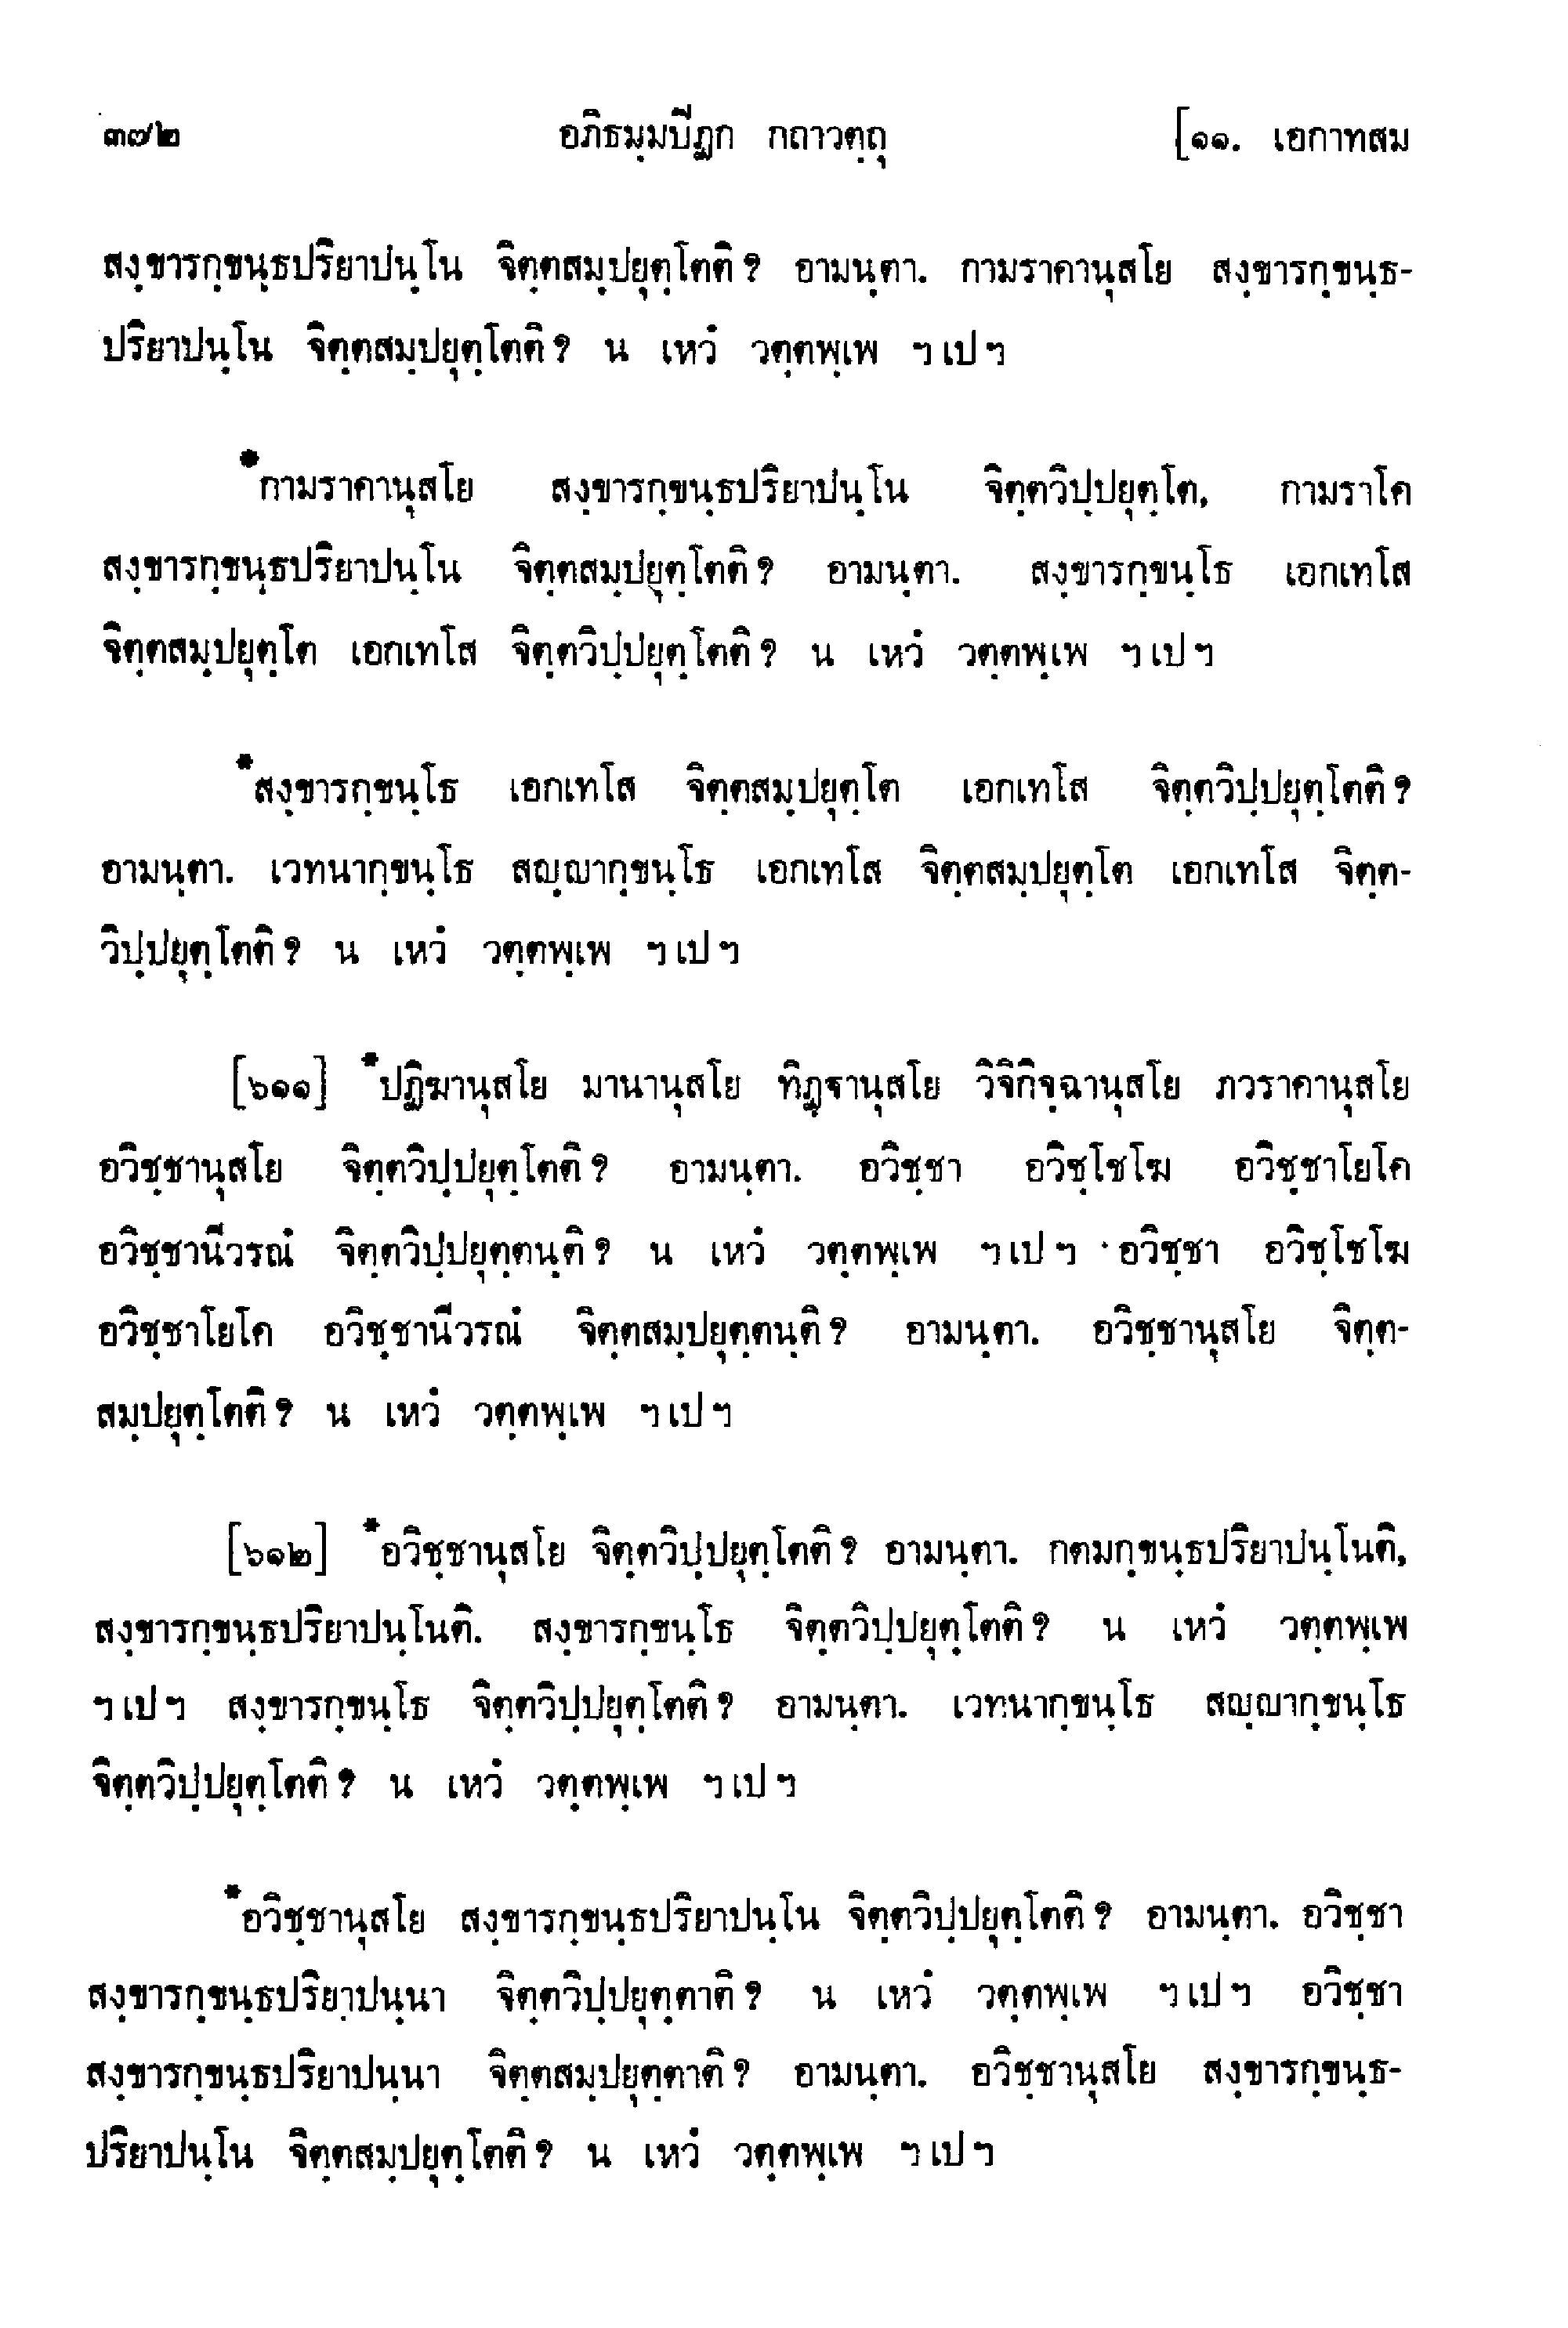 ๓๗๒ อภิธมฺมปีฏก กถาวตฺถุ [๑๑. เอกาทสม
สงฺขารกฺขนฺธปริยาปนฺโน จิตฺตสมฺปยุตฺโตติ? อามนฺตา. กามราคานุสโย สงฺขารกฺขนฺธ-
ปริยาปนฺโน จิตฺตสมฺปยุตฺโตติ? น เหวํ วตฺตพฺเพ ฯเปฯ
*กามราคานุสโย สงฺขารกฺขนฺธปริยาปนฺโน จิตฺตวิปฺปยุตฺโต, กามราโค
สงฺขารกฺขนฺธปริยาปนฺโน จิตฺตสมฺปยุตฺโตติ? อามนฺตา. สงฺขารกฺขนฺโธ เอกเทโส
จิตฺตสมฺปยุตฺโต เอกเทโส จิตฺตวิปฺปยุตฺโตติ? น เหวํ วตฺตพฺเพ ฯเปฯ
*สงฺขารกฺขนฺโธ เอกเทโส จิตฺตสมฺปยุตฺโต เอกเทโส จิตฺตวิปฺปยุตฺโตติ?
อามนฺตา. เวทนากฺขนฺโธ สญฺญากฺขนฺโธ เอกเทโส จิตฺตสมฺปยุตฺโต เอกเทโส จิตฺต-
วิปฺปยุตฺโตติ? น เหวํ วตฺตพฺเพ ฯเปฯ
[๖๑๑] *ปฏิฆานุสโย มานานุสโย ทิฏฺฐานุสโย วิจิกิจฺฉานุสโย ภวราคานุสโย
อวิชฺชานุสโย จิตฺตวิปฺปยุตฺโตติ? อามนฺตา. อวิชฺชา อวิชฺโชโฆ อวิชฺชาโยโค
อวิชฺชานีวรณํ จิตฺตวิปฺปยุตฺตนฺติ? น เหวํ วตฺตพฺเพ ฯเปฯ อวิชฺชา อวิชฺโชโฆ
อวิชฺชาโยโค อวิชฺชานีวรณํ จิตฺตสมฺปยุตฺตนฺติ? อามนฺตา. อวิชฺชานุสโย จิตฺต-
สมฺปยุตฺโตติ? น เหวํ วตฺตพฺเพ ฯเปฯ
[๖๑๒] *อวิชฺชานุสโย จิตฺตวิปฺปยุตฺโตติ? อามนฺตา. กตมกฺขนฺธปริยาปนฺโนติ,
สงฺขารกฺขนฺธปริยาปนฺโนติ. สงฺขารกฺขนฺโธ จิตฺตวิปฺปยุตฺโตติ? น เหวํ วตฺตพฺเพ
ฯเปฯ สงฺขารกฺขนฺโธ จิตฺตวิปฺปยุตฺโตติ? อามนฺตา. เวทนากฺขนฺโธ สญฺญากฺขนฺโธ
จิตฺตวิปฺปยุตฺโตติ? น เหวํ วตฺตพฺเพ ฯเปฯ
*อวิชฺชานุสโย สงฺขารกฺขนฺธปริยาปนฺโน จิตฺตวิปฺปยุตฺโตติ? อามนฺตา. อวิชฺชา
สงฺขารกฺขนฺธปริยาปนฺนา จิตฺตวิปฺปยุตฺตาติ? น เหวํ วตฺตพฺเพ ฯเปฯ อวิชฺชา
สงฺขารกฺขนฺธปริยาปนฺนา จิตฺตสมฺปยุตฺตาติ? อามนฺตา. อวิชฺชานุสโย สงฺขารกฺขนฺธ-
ปริยาปนฺโน จิตฺตสมฺปยุตฺโตติ? น เหวํ วตฺตพฺเพ ฯเปฯ